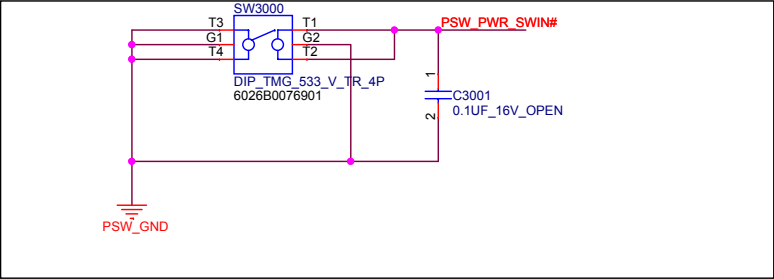 SW3000
T3 T1 PSW_PWR_SWIN#
G1 G2
T4 T2
DIP_TMG_533_V_TR_4P
6026B0076901
1
C3001
0.1UF_16V_OPEN
2
PSW_GND